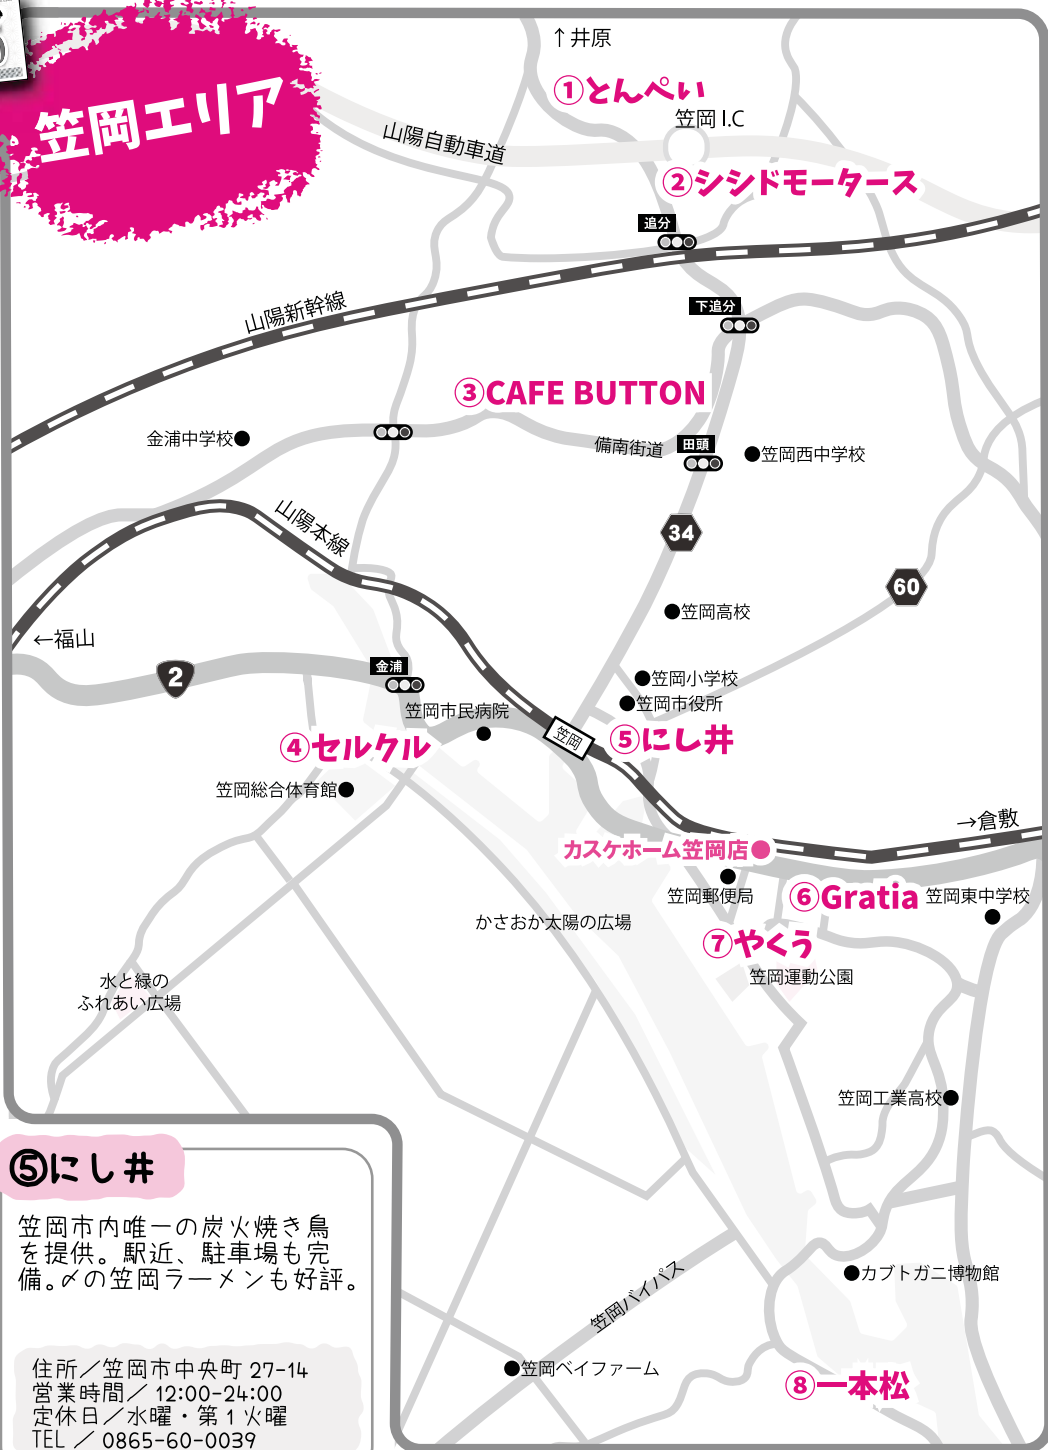 笠岡エリア
↑井原
①とんぺい
笠岡 I.C
山陽自動車道
②シシドモータース
追分
下追分
山陽新幹線
③CAFE BUTTON
金浦中学校
備南街道
田頭
笠岡西中学校
山陽本線
34
60
笠岡高校
←福山
2
金浦
笠岡小学校
笠岡市役所
笠岡市民病院
笠岡
⑤にし井
④セルクル
笠岡総合体育館
→倉敷
カスケホーム笠岡店
笠岡郵便局
⑥Gratia
笠岡東中学校
かさおか太陽の広場
⑦やくう
笠岡運動公園
水と緑の
ふれあい広場
笠岡工業高校
カブトガニ博物館
笠岡バイパス
笠岡ベイファーム
⑧一本松
⑤にし井
笠岡市内唯一の炭火焼き鳥
を提供。駅近、駐車場も完
備。〆の笠岡ラーメンも好評。
住所／笠岡市中央町 27-14
営業時間／ 12:00-24:00
定休日／水曜・第 1 火曜
TEL ／ 0865-60-0039